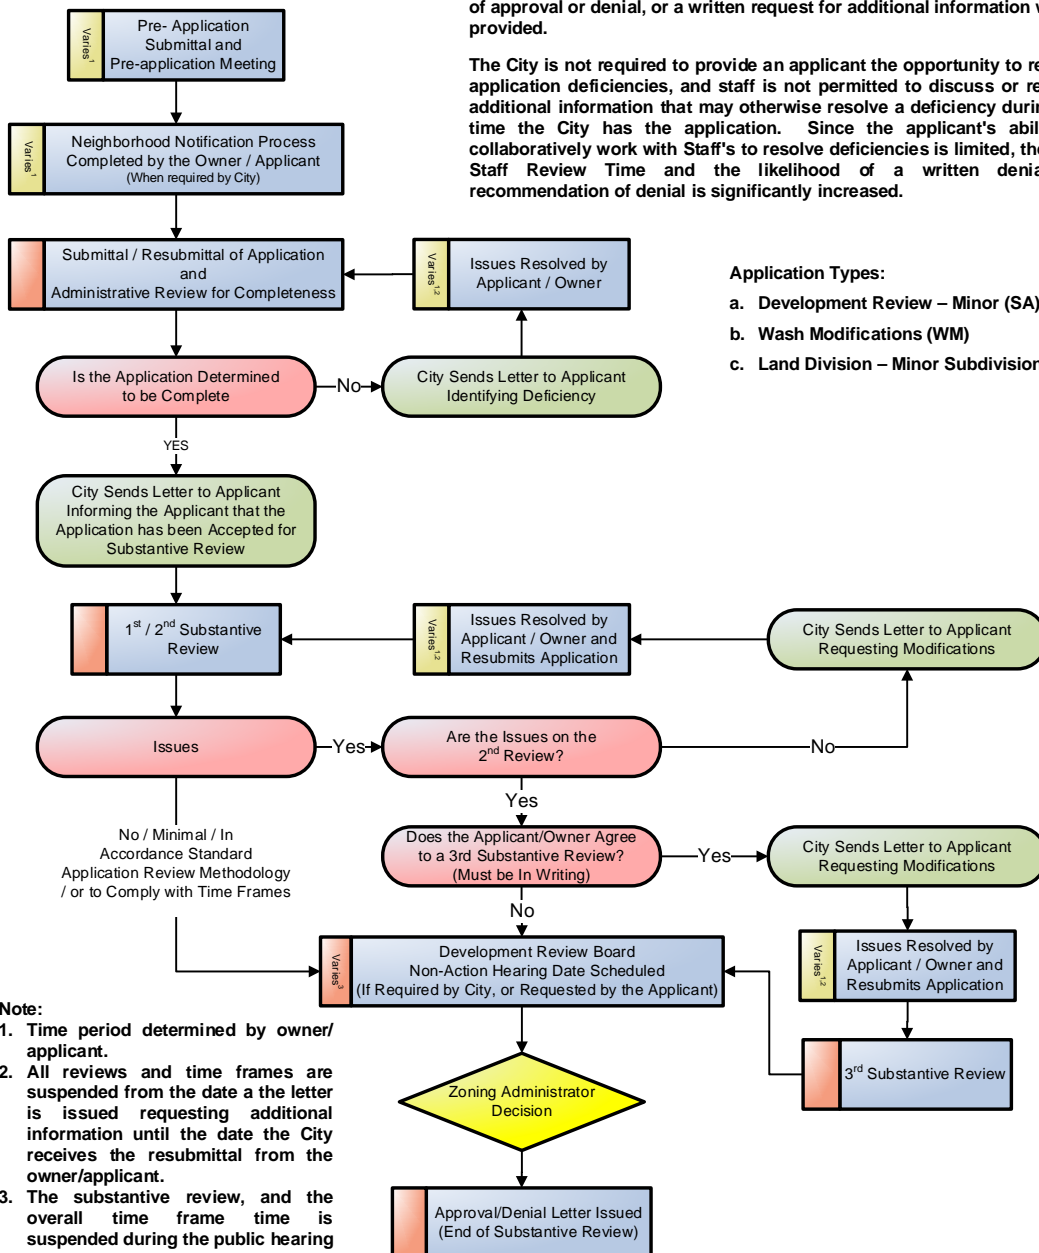 of approval or denial, or a written request for additional information
provided.
The City is not required to provide an applicant the opportunity to
application deficiencies, and staff is not permitted to discuss or
additional information that may otherwise resolve a deficiency
time the City has the application. Since the applicant's
collaboratively work with Staff's to resolve deficiencies is limited,
Staff Review Time and the likelihood of a written
recommendation of denial is significantly increased.
Varies1
Pre- Application
Submittal and
Pre-application Meeting
Varies1
Neighborhood Notification Process
Completed by the Owner / Applicant
(When required by City)
Submittal / Resubmittal of Application
and
Administrative Review for Completeness
Varies1,2
Issues Resolved by
Applicant / Owner
Application Types:
a. Development Review – Minor (SA)
b. Wash Modifications (WM)
c. Land Division – Minor Subdivision
Is the Application Determined
to be Complete
No
City Sends Letter to Applicant
Identifying Deficiency
YES
City Sends Letter to Applicant
Informing the Applicant that the
Application has been Accepted for
Substantive Review
1st / 2nd Substantive
Review
Varies1,2
Issues Resolved by
Applicant / Owner and
Resubmits Application
City Sends Letter to Applicant
Requesting Modifications
Issues
Yes
Are the Issues on the
2nd Review?
No
Yes
No / Minimal / In
Accordance Standard
Application Review Methodology
/ or to Comply with Time Frames
Does the Applicant/Owner Agree
to a 3rd Substantive Review?
(Must be In Writing)
Yes
City Sends Letter to Applicant
Requesting Modifications
No
Varies3
Development Review Board
Non-Action Hearing Date Scheduled
(If Required by City, or Requested by the Applicant)
Varies1,2
Issues Resolved by
Applicant / Owner and
Resubmits Application
3rd Substantive Review
Zoning Administrator
Decision
Approval/Denial Letter Issued
(End of Substantive Review)
Note:
1. Time period determined by owner/
applicant.
2. All reviews and time frames are
suspended from the date a the letter
is issued requesting additional
information until the date the City
receives the resubmittal from the
owner/applicant.
3. The substantive review, and the
overall time frame time is
suspended during the public hearing